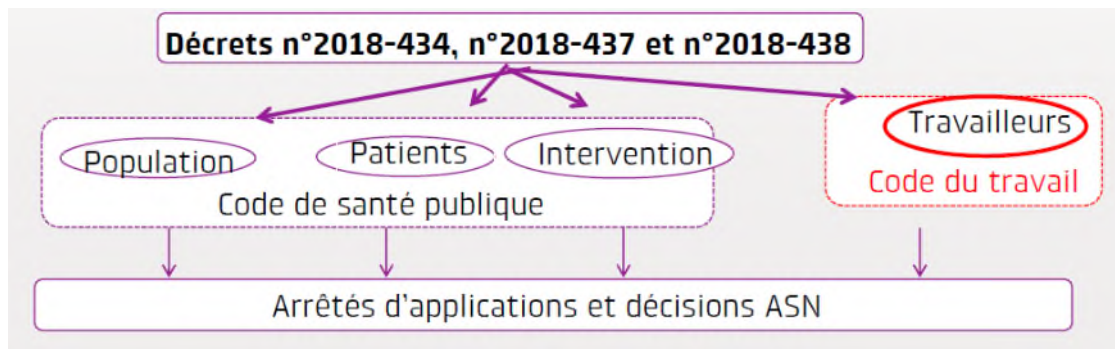 Décrets n°2018-434, n°2018-437 et n°2018-438
Population
Patients
Intervention
Travailleurs
Code de santé publique
Code du travail
Arrêtés d'applications et décisions ASN